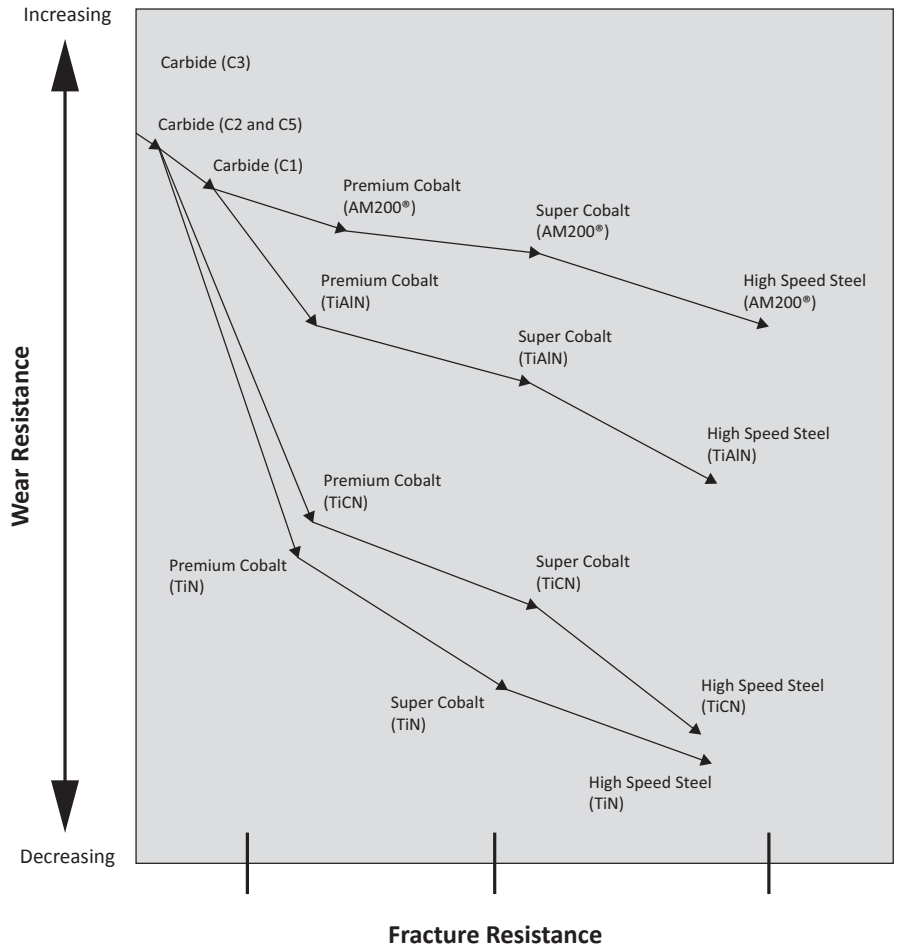 Increasing
Carbide (C3)
Carbide (C2 and C5)
Carbide (C1)
Premium Cobalt
(AM200®)
Super Cobalt
(AM200®)
High Speed Steel
(AM200®)
Premium Cobalt
(TiAlN)
Super Cobalt
(TiAlN)
High Speed Steel
(TiAlN)
Wear Resistance
Premium Cobalt
(TiCN)
Premium Cobalt
(TiN)
Super Cobalt
(TiCN)
High Speed Steel
(TiCN)
Super Cobalt
(TiN)
High Speed Steel
(TiN)
Decreasing
Fracture Resistance